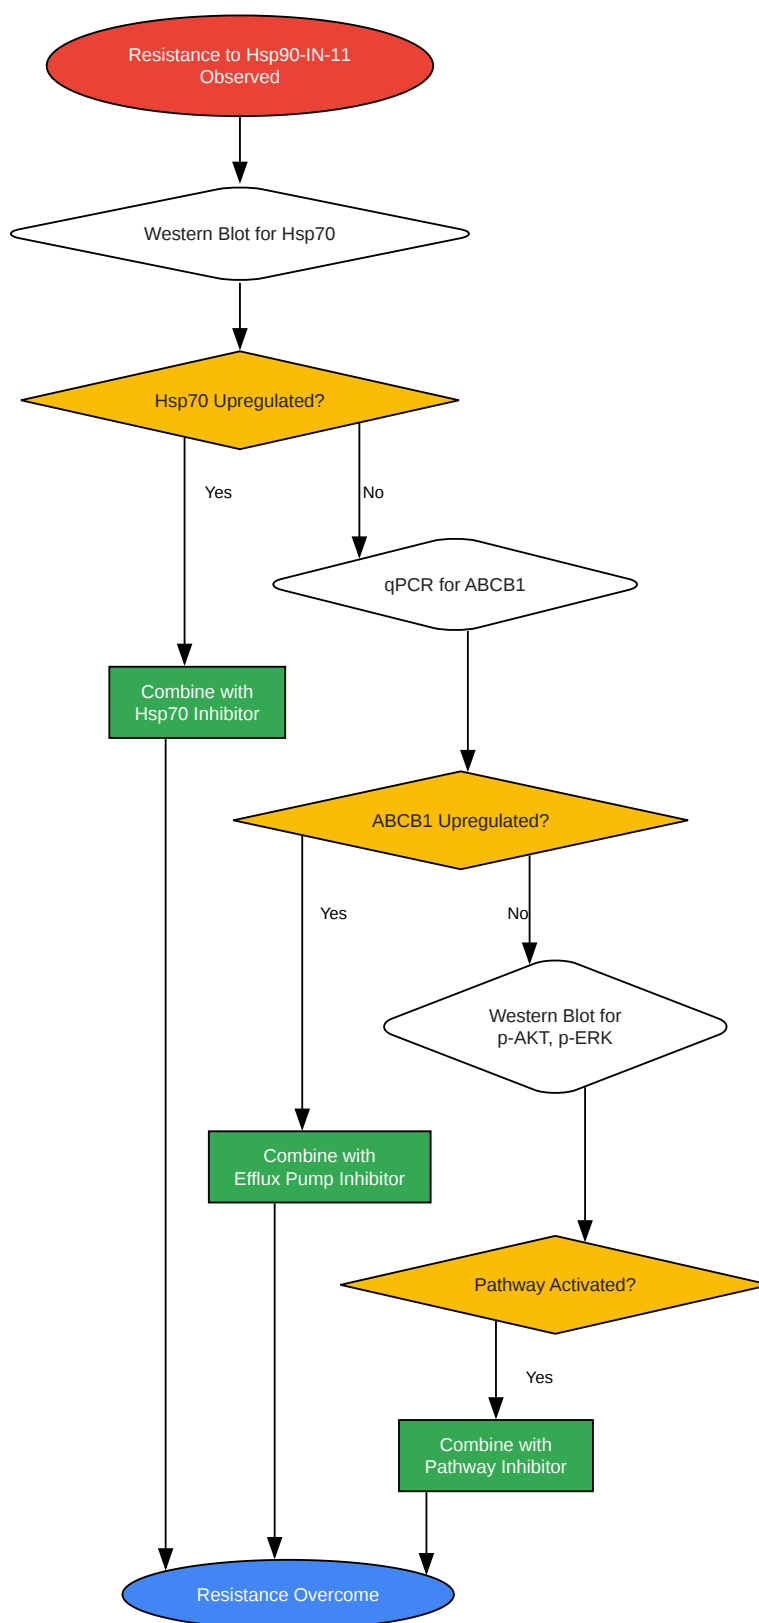 Resistance to Hsp90-IN-11
Observed
Western Blot for Hsp70
Hsp70 Upregulated?
Yes
No
qPCR for ABCB1
Combine with
Hsp70 Inhibitor
ABCB1 Upregulated?
Yes
No
Western Blot for
p-AKT, p-ERK
Combine with
Efflux Pump Inhibitor
Pathway Activated?
Yes
Combine with
Pathway Inhibitor
Resistance Overcome